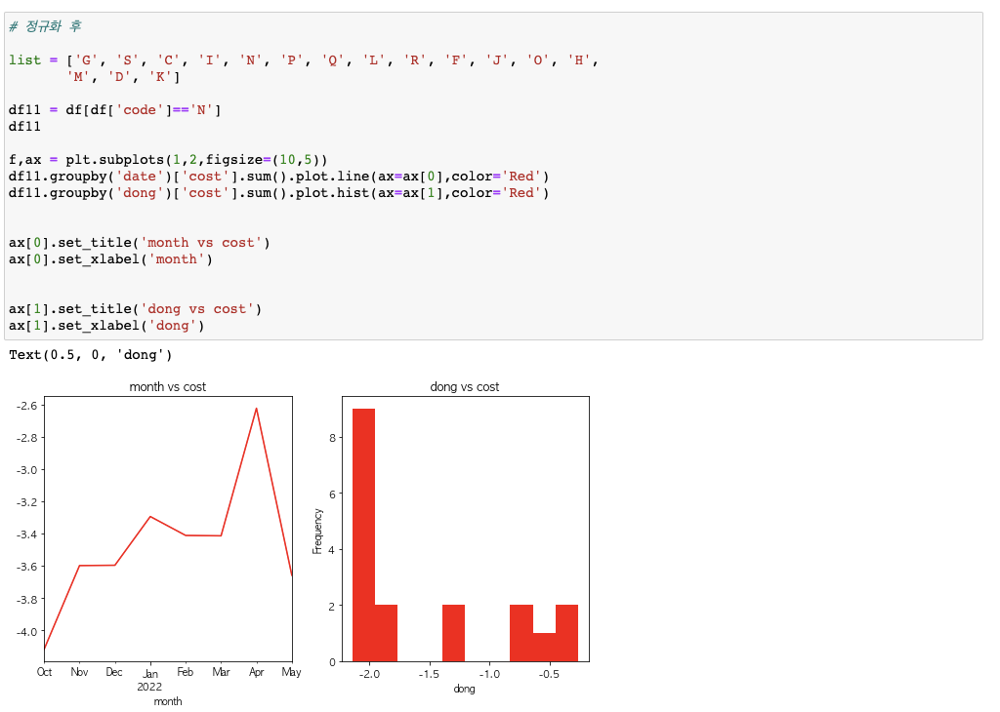 # 정규화 후
list = ['G', 'S', 'C', 'I', 'N', 'P', 'Q', 'L', 'R', 'F', 'J', 'O', 'H',
'M', 'D', 'K']
df11 = df[df['code']=='N']
df11
f,ax = plt.subplots(1,2,figsize=(10,5))
df11.groupby('date')['cost'].sum().plot.line(ax=ax[0],color='Red')
df11.groupby('dong')['cost'].sum().plot.hist(ax=ax[1],color='Red')
ax[0].set_title('month vs cost')
ax[0].set_xlabel('month')
ax[1].set_title('dong vs cost')
ax[1].set_xlabel('dong')
Text(0.5, 0, 'dong')
month vs cost
-2.6
-2.8
-3.0
-3.2
-3.4
-3.6
-3.8
-4.0
Oct Nov Dec Jan Feb Mar Apr May
2022
month
dong vs cost
Frequency
8
6
4
2
0
-2.0 -1.5 -1.0 -0.5
dong